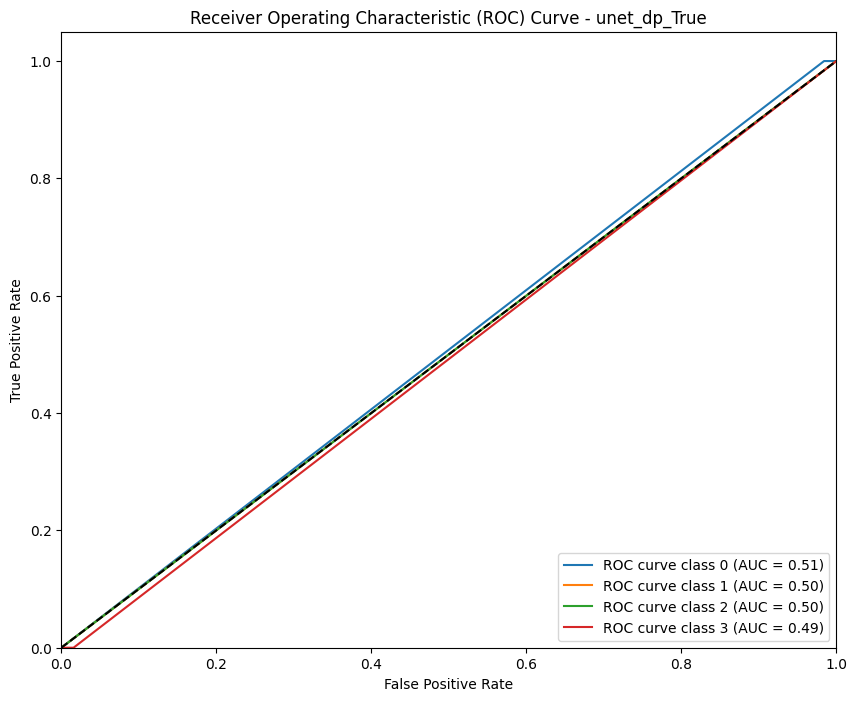 Receiver Operating Characteristic (ROC) Curve - unet_dp_True
True Positive Rate
1.0
0.8
0.6
0.4
0.2
0.0
ROC curve class 0 (AUC = 0.51)
ROC curve class 1 (AUC = 0.50)
ROC curve class 2 (AUC = 0.50)
ROC curve class 3 (AUC = 0.49)
0.0 0.2 0.4 0.6 0.8 1.0
False Positive Rate